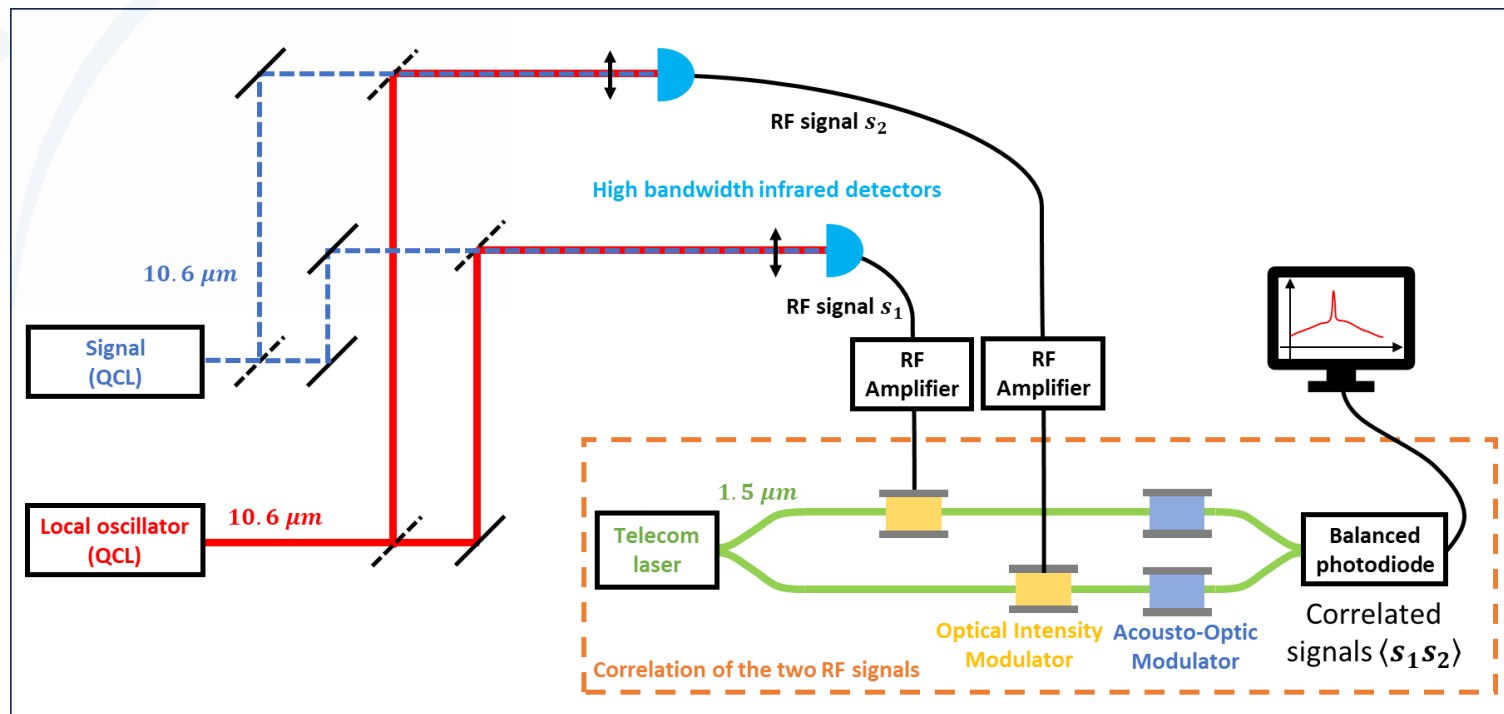 RF signal s₂
High bandwidth infrared detectors
10.6 μm
RF signal s₁
Signal
(QCL)
RF
Amplifier
RF
Amplifier
Local oscillator
(QCL)
10.6 μm
1.5 μm
Telecom
laser
Balanced
photodiode
Optical Intensity
Modulator
Acousto-Optic
Modulator
Correlated
signals ⟨s₁s₂⟩
Correlation of the two RF signals